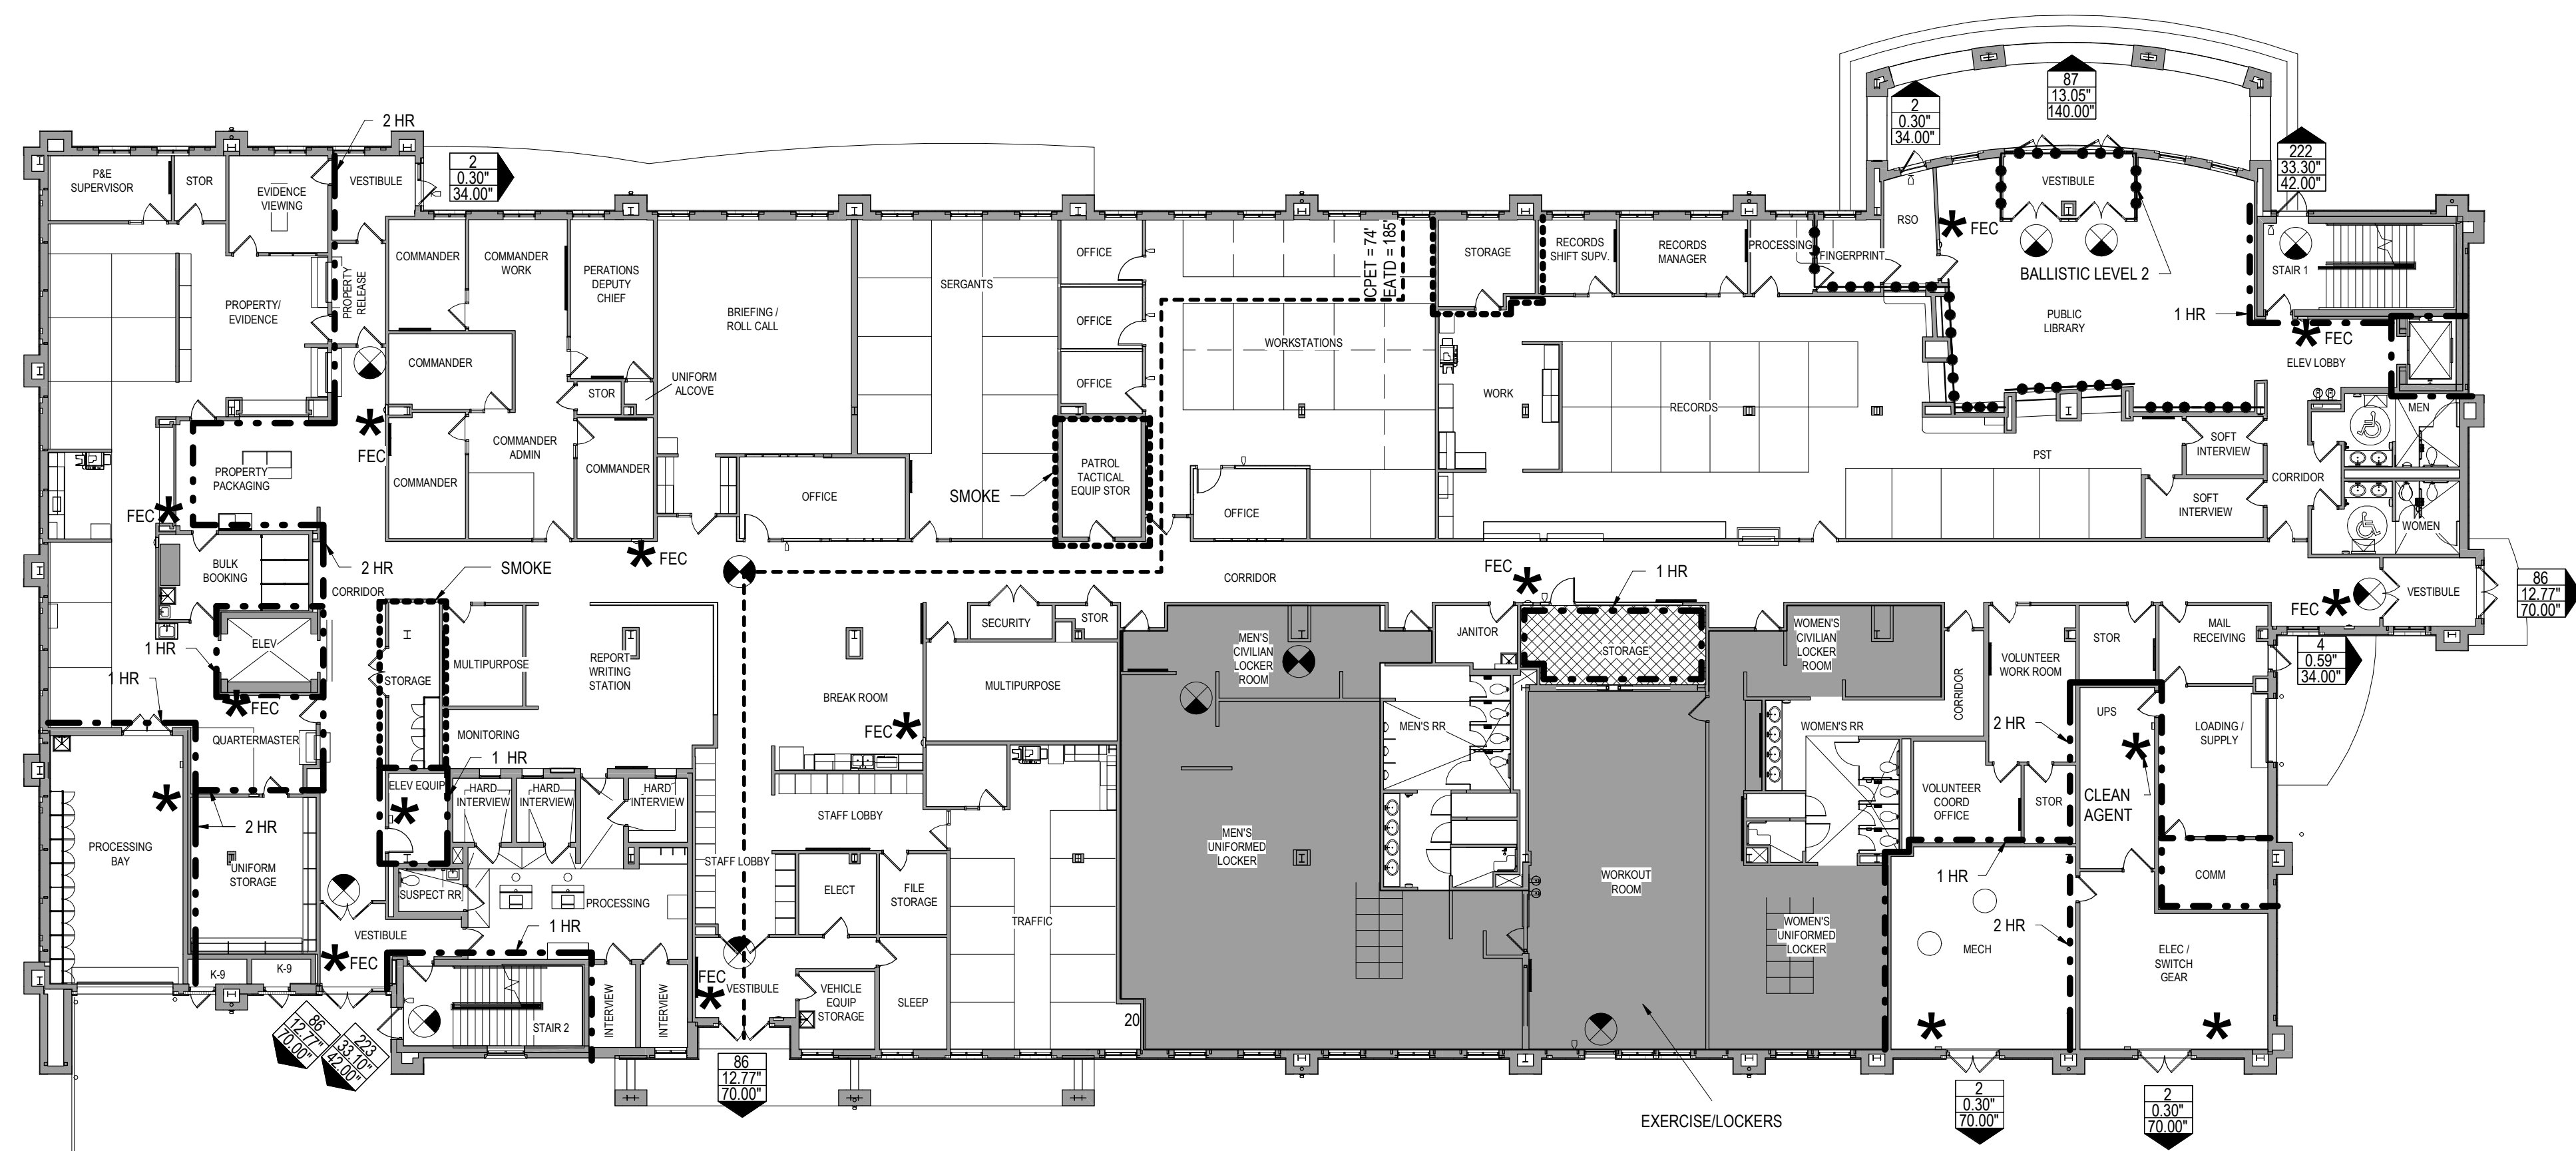 2 HR
2
0.30"
34.00"
2
0.30"
34.00"
87
13.05"
140.00"
222
33.30"
42.00"
P&E
SUPERVISOR
STOR
EVIDENCE
VIEWING
VESTIBULE
VESTIBULE
COMMANDER
COMMANDER
WORK
PERATIONS
DEPUTY
CHIEF
BRIEFING /
ROLL CALL
SERGANTS
OFFICE
OFFICE
OFFICE
CPET = 74'
EATD = 185'
WORKSTATIONS
STORAGE
RECORDS
SHIFT SUPV.
RECORDS
MANAGER
PROCESSING
FINGERPRINT
RSO
FEC
BALLISTIC LEVEL 2
STAIR 1
PROPERTY/
EVIDENCE
PROPERTY
RELEASE
PUBLIC
LIBRARY
1 HR
FEC
ELEV LOBBY
COMMANDER
STOR
UNIFORM
ALCOVE
WORK
RECORDS
MEN
FEC
COMMANDER
ADMIN
COMMANDER
COMMANDER
PROPERTY
PACKAGING
OFFICE
SMOKE
PATROL
TACTICAL
EQUIP STOR
OFFICE
PST
SOFT
INTERVIEW
SOFT
INTERVIEW
CORRIDOR
WOMEN
FEC
FEC
2 HR
SMOKE
BULK
BOOKING
CORRIDOR
CORRIDOR
FEC
1 HR
FEC
VESTIBULE
86
12.77"
70.00"
1 HR
ELEV
STORAGE
MULTIPURPOSE
REPORT
WRITING
STATION
BREAK ROOM
SECURITY
STOR
MULTIPURPOSE
MEN'S
CIVILIAN
LOCKER
ROOM
JANITOR
STORAGE
WOMEN'S
CIVILIAN
LOCKER
ROOM
CORRIDOR
VOLUNTEER
WORK ROOM
STOR
MAIL
RECEIVING
4
0.59"
34.00"
1 HR
FEC
QUARTERMASTER
MONITORING
FEC
MEN'S RR
WOMEN'S RR
2 HR
UPS
LOADING /
SUPPLY
1 HR
ELEV EQUIP
HARD
INTERVIEW
HARD
INTERVIEW
HARD
INTERVIEW
STAFF LOBBY
VOLUNTEER
COORD
OFFICE
STOR
CLEAN
AGENT
2 HR
PROCESSING
BAY
UNIFORM
STORAGE
STAFF LOBBY
MEN'S
UNIFORMED
LOCKER
WORKOUT
ROOM
1 HR
COMM
SUSPECT RR
PROCESSING
ELECT
FILE
STORAGE
TRAFFIC
WOMEN'S
UNIFORMED
LOCKER
2 HR
MECH
ELEC /
SWITCH
GEAR
VESTIBULE
1 HR
FEC
K-9
K-9
STAIR 2
INTERVIEW
INTERVIEW
FEC
VESTIBULE
VEHICLE
EQUIP
STORAGE
SLEEP
20
86
12.77"
70.00"
223
33.10"
42.00"
86
12.77"
70.00"
EXERCISE/LOCKERS
2
0.30"
70.00"
2
0.30"
70.00"